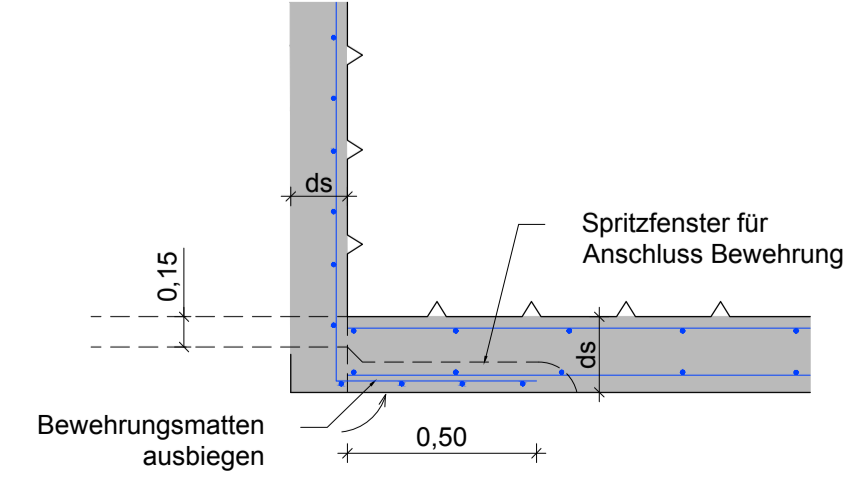 ds
Spritzfenster für
Anschluss Bewehrung
0,15
ds
Bewehrungsmatten
ausbiegen
0,50